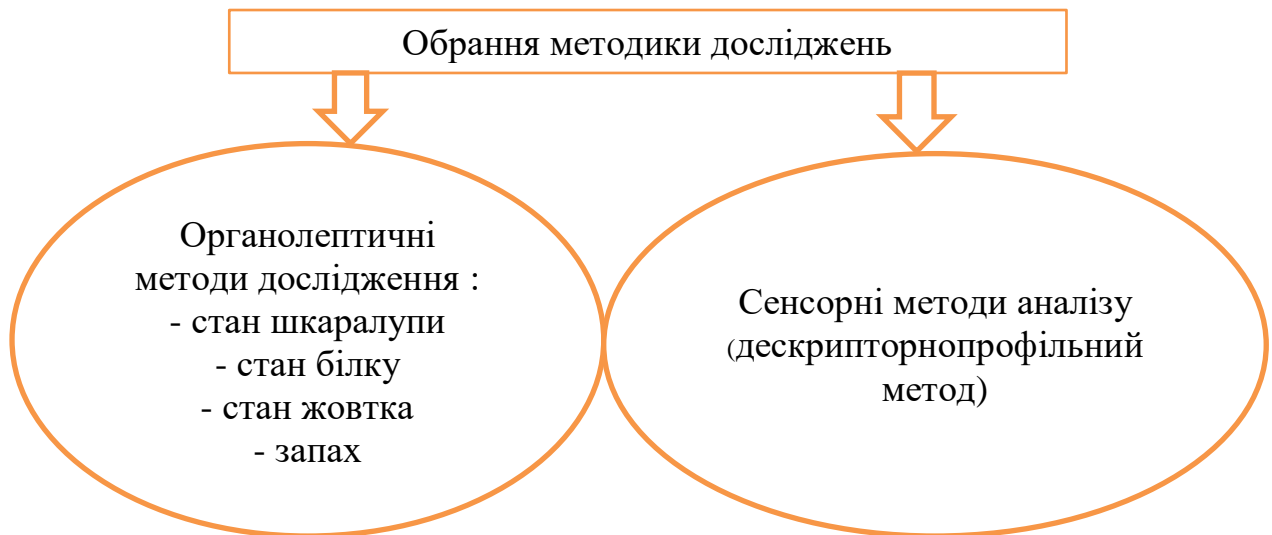 Обрання методики досліджень
Органолептичні
методи дослідження :
- стан шкаралупи
- стан білку
- стан жовтка
- запах
Сенсорні методи аналізу
(дескрипторнопрофільний
метод)